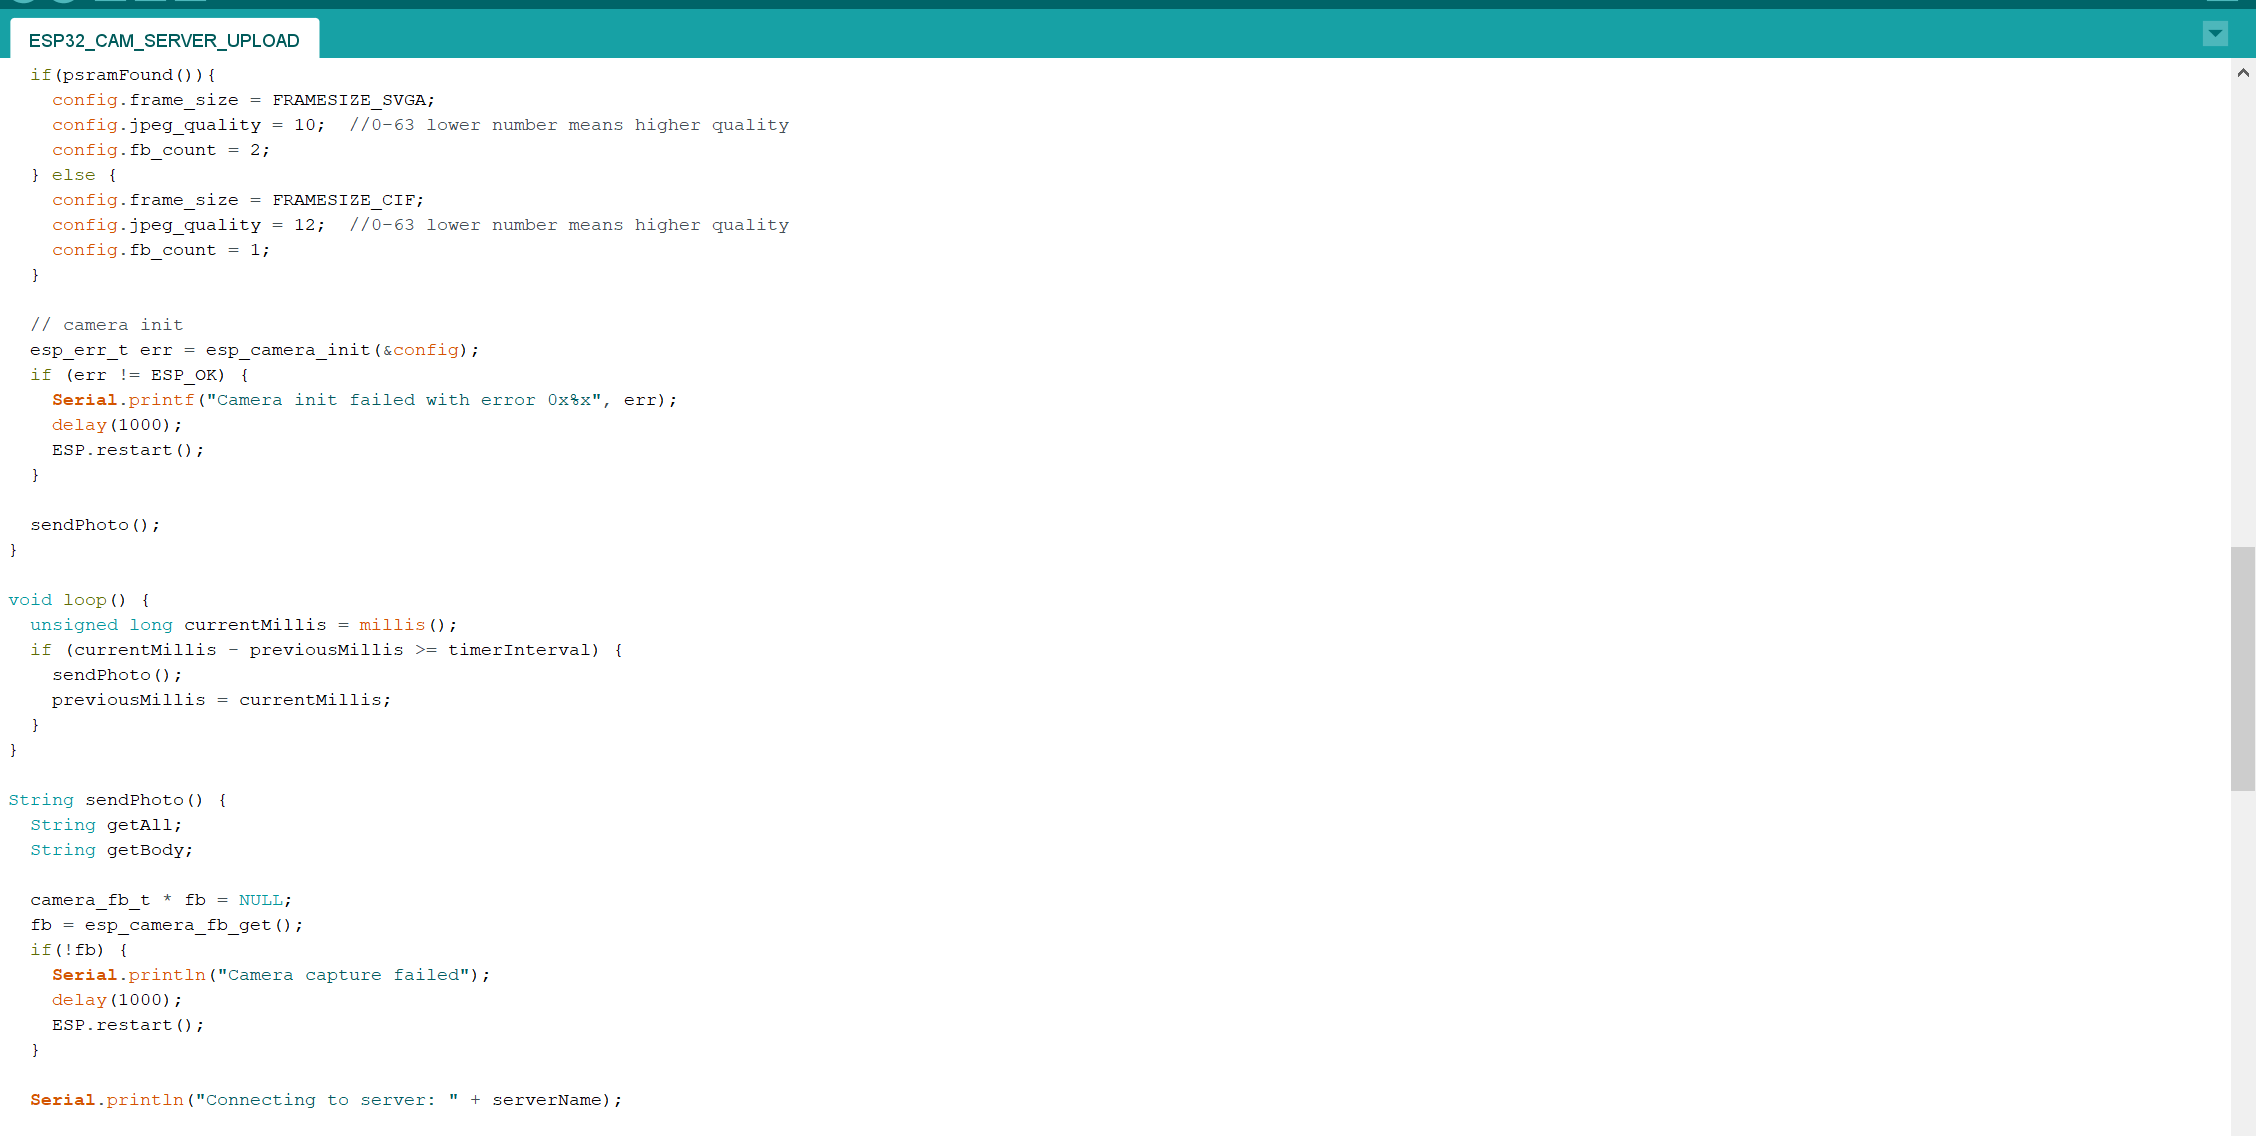 ESP32_CAM_SERVER_UPLOAD
if(psramFound()){
config.frame_size = FRAMESIZE_SVGA;
config.jpeg_quality = 10;  //0-63 lower number means higher quality
config.fb_count = 2;
} else {
config.frame_size = FRAMESIZE_CIF;
config.jpeg_quality = 12;  //0-63 lower number means higher quality
config.fb_count = 1;
}
// camera init
esp_err_t err = esp_camera_init(&config);
if (err != ESP_OK) {
Serial.printf("Camera init failed with error 0x%x", err);
delay(1000);
ESP.restart();
}
sendPhoto();
}
void loop() {
unsigned long currentMillis = millis();
if (currentMillis - previousMillis >= timerInterval) {
sendPhoto();
previousMillis = currentMillis;
}
}
String sendPhoto() {
String getAll;
String getBody;
camera_fb_t * fb = NULL;
fb = esp_camera_fb_get();
if(!fb) {
Serial.println("Camera capture failed");
delay(1000);
ESP.restart();
}
Serial.println("Connecting to server: " + serverName);